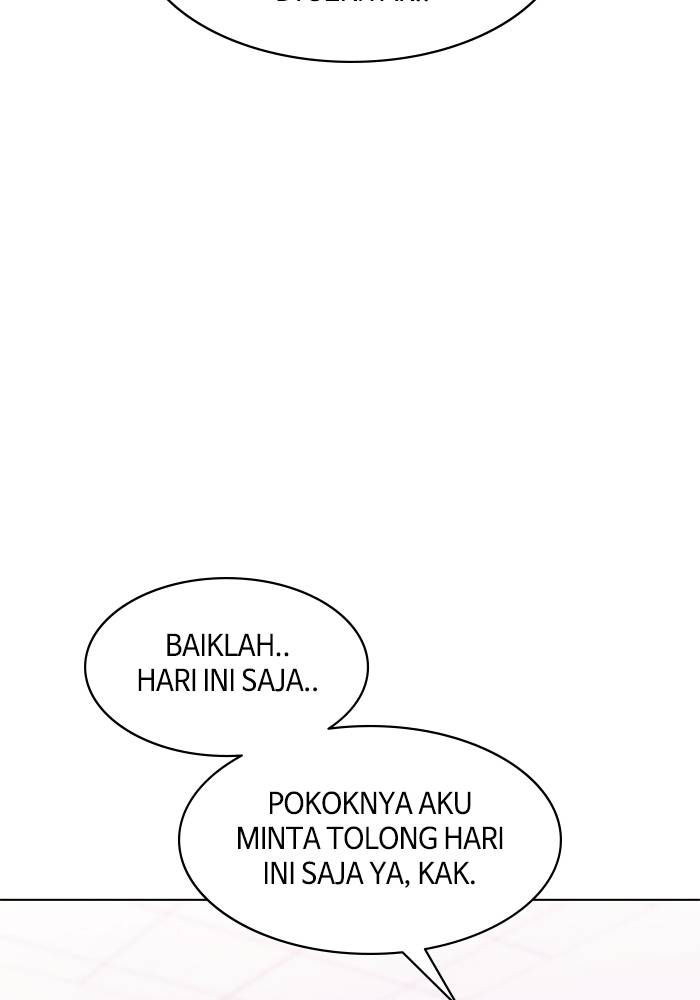 BAIKLAH..
HARI INI SAJA..
POKOKNYA AKU
MINTA TOLONG HARI
INI SAJA YA, KAK.